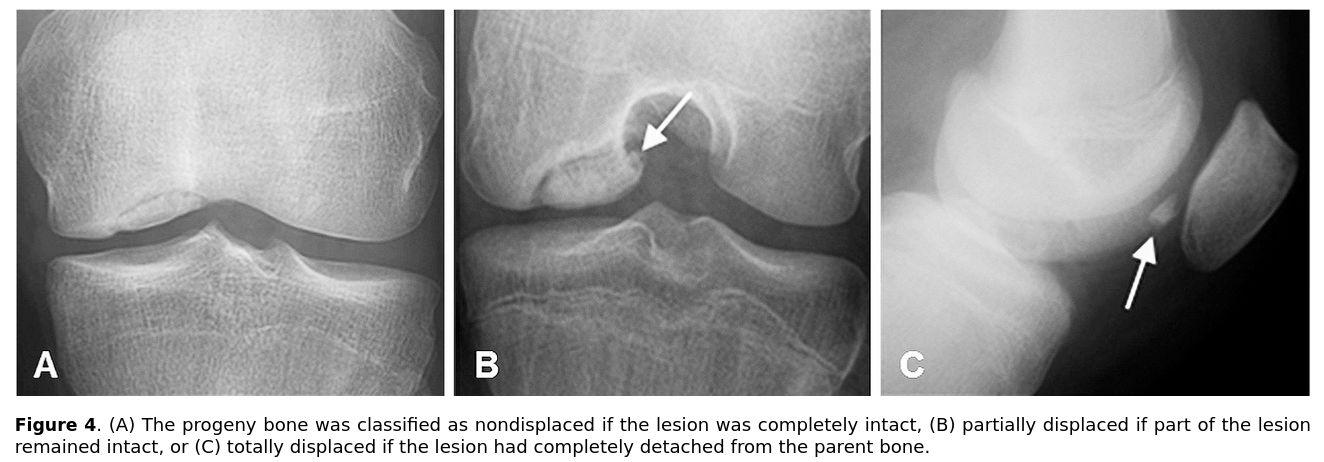 A
B
C
Figure 4. (A) The progeny bone was classified as nondisplaced if the lesion was completely intact, (B) partially displaced if part of the lesion
remained intact, or (C) totally displaced if the lesion had completely detached from the parent bone.